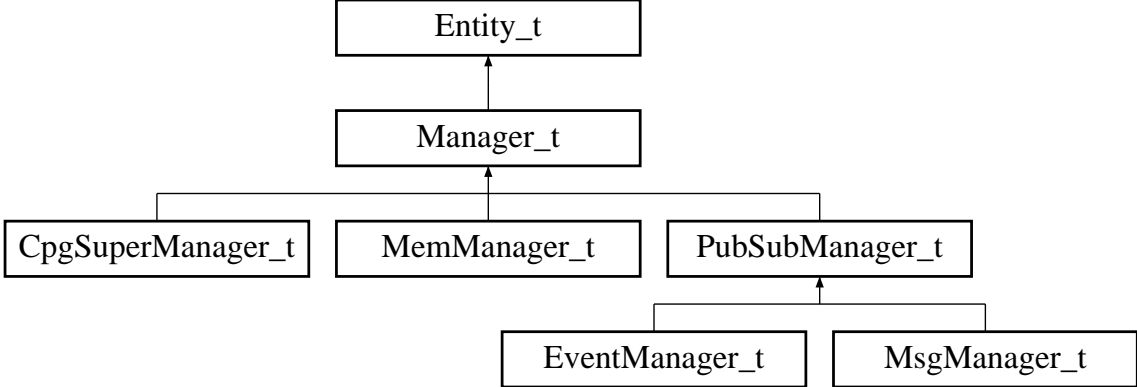 Entity_t
Manager_t
CpgSuperManager_t
MemManager_t
PubSubManager_t
EventManager_t
MsgManager_t